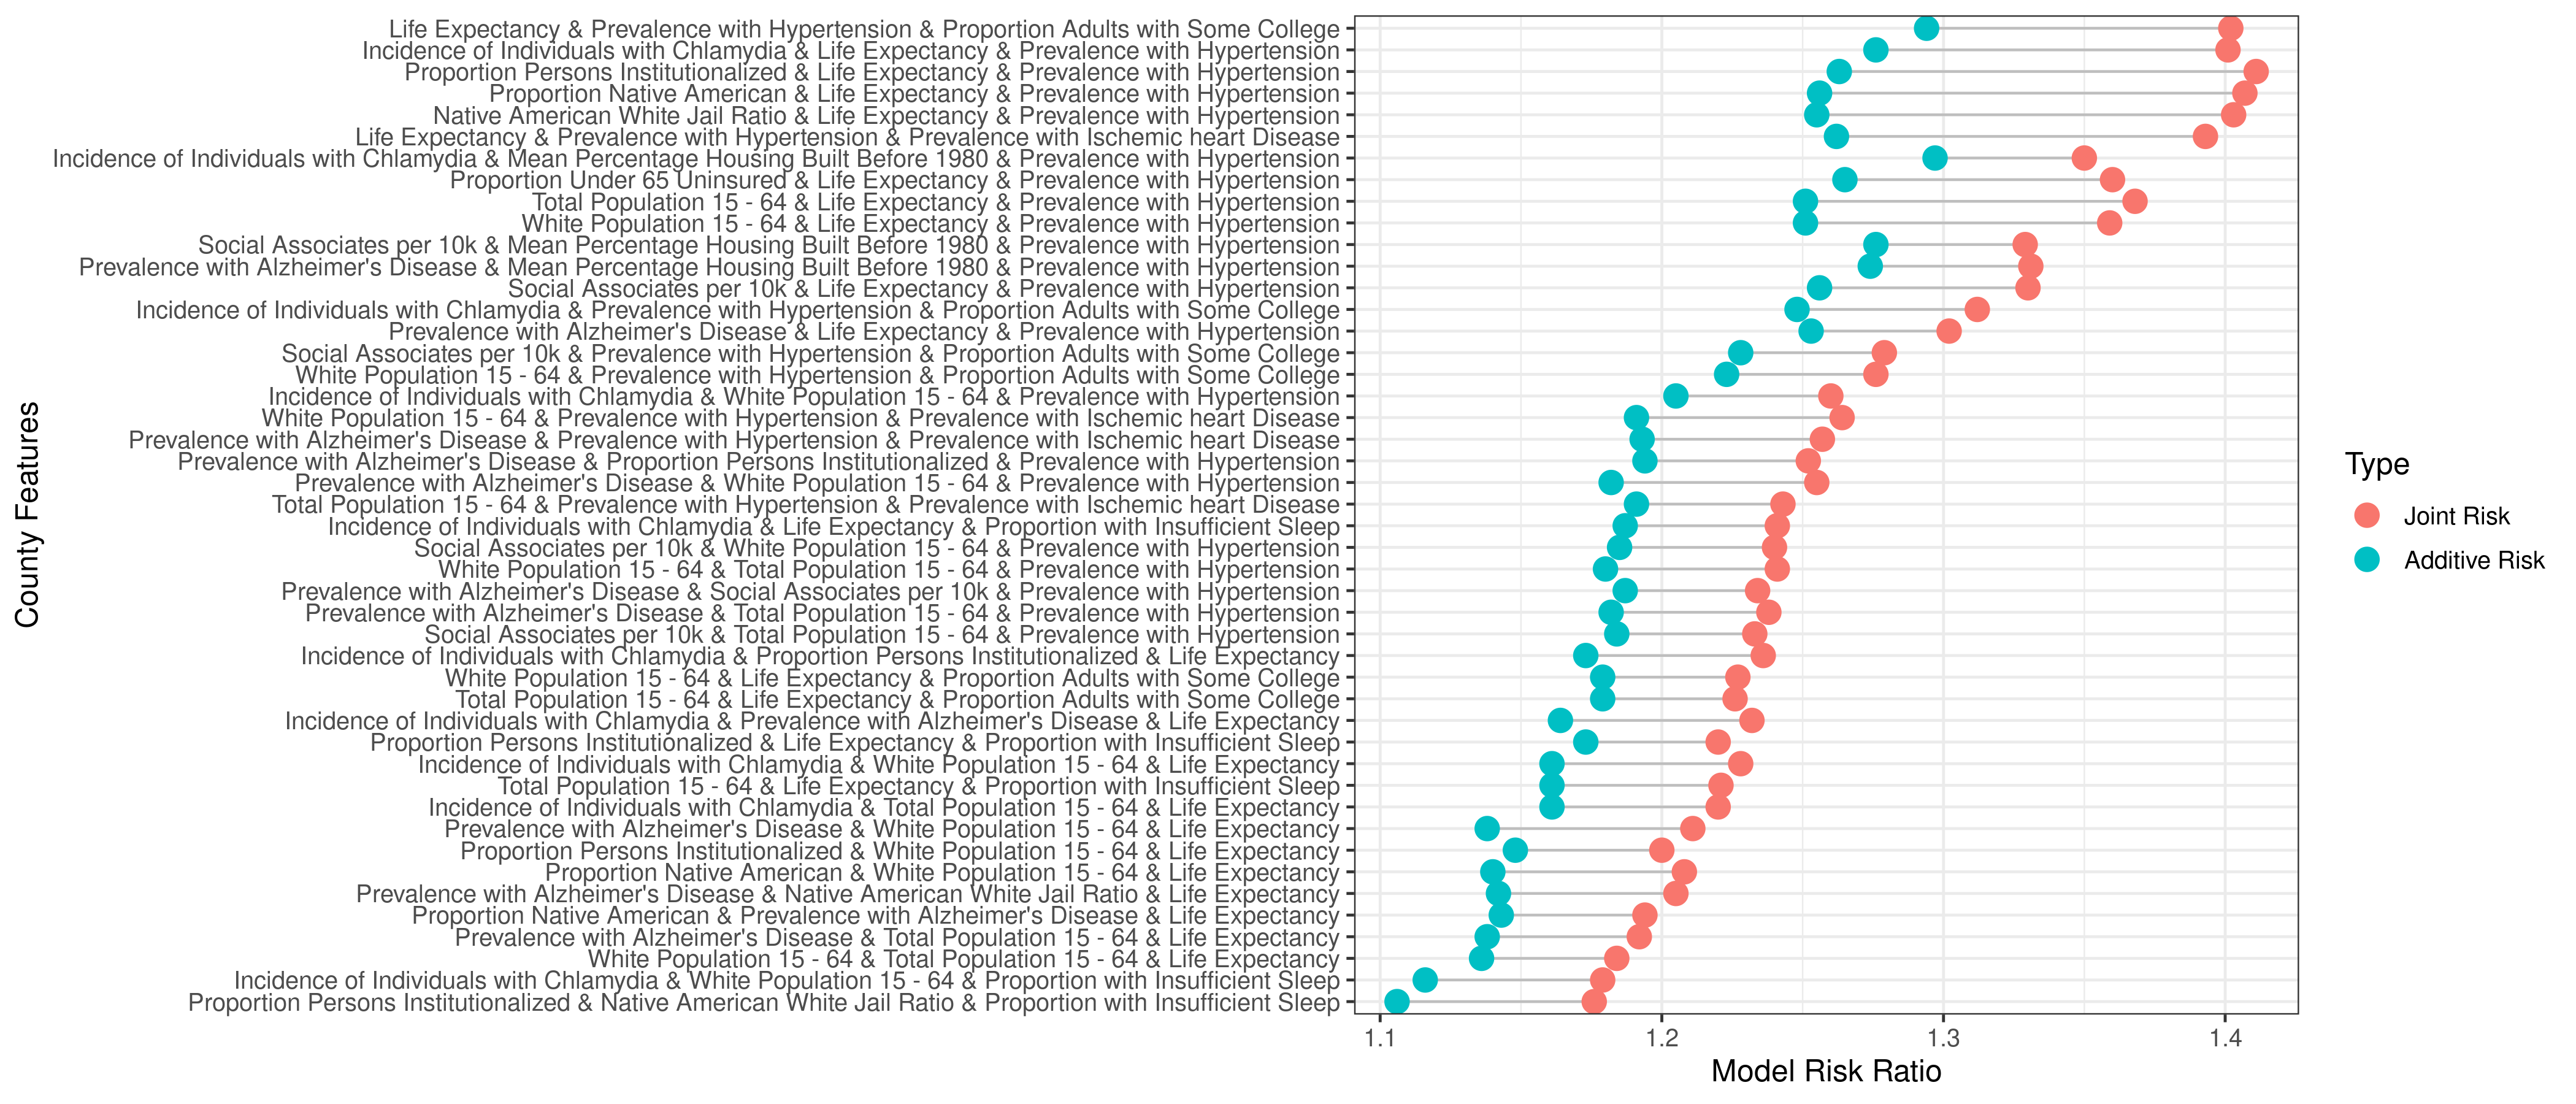 Life Expectancy & Prevalence with Hypertension & Proportion Adults with Some College
Incidence of Individuals with Chlamydia & Life Expectancy & Prevalence with Hypertension
Proportion Persons Institutionalized & Life Expectancy & Prevalence with Hypertension
Proportion Native American & Life Expectancy & Prevalence with Hypertension
Native American White Jail Ratio & Life Expectancy & Prevalence with Hypertension
Life Expectancy & Prevalence with Hypertension & Prevalence with Ischemic heart Disease
Incidence of Individuals with Chlamydia & Mean Percentage Housing Built Before 1980 & Prevalence with Hypertension
Proportion Under 65 Uninsured & Life Expectancy & Prevalence with Hypertension
Total Population 15 - 64 & Life Expectancy & Prevalence with Hypertension
White Population 15 - 64 & Life Expectancy & Prevalence with Hypertension
Social Associates per 10k & Mean Percentage Housing Built Before 1980 & Prevalence with Hypertension
Prevalence with Alzheimer's Disease & Mean Percentage Housing Built Before 1980 & Prevalence with Hypertension
Social Associates per 10k & Life Expectancy & Prevalence with Hypertension
Incidence of Individuals with Chlamydia & Prevalence with Hypertension & Proportion Adults with Some College
Prevalence with Alzheimer's Disease & Life Expectancy & Prevalence with Hypertension
Social Associates per 10k & Prevalence with Hypertension & Proportion Adults with Some College
White Population 15 - 64 & Prevalence with Hypertension & Proportion Adults with Some College
Incidence of Individuals with Chlamydia & White Population 15 - 64 & Prevalence with Hypertension
White Population 15 - 64 & Prevalence with Hypertension & Prevalence with Ischemic heart Disease
Prevalence with Alzheimer's Disease & Prevalence with Hypertension & Prevalence with Ischemic heart Disease
Prevalence with Alzheimer's Disease & Proportion Persons Institutionalized & Prevalence with Hypertension
Prevalence with Alzheimer's Disease & White Population 15 - 64 & Prevalence with Hypertension
Total Population 15 - 64 & Prevalence with Hypertension & Prevalence with Ischemic heart Disease
Incidence of Individuals with Chlamydia & Life Expectancy & Proportion with Insufficient Sleep
Social Associates per 10k & White Population 15 - 64 & Prevalence with Hypertension
White Population 15 - 64 & Total Population 15 - 64 & Prevalence with Hypertension
Prevalence with Alzheimer's Disease & Social Associates per 10k & Prevalence with Hypertension
Prevalence with Alzheimer's Disease & Total Population 15 - 64 & Prevalence with Hypertension
Social Associates per 10k & Total Population 15 - 64 & Prevalence with Hypertension
Incidence of Individuals with Chlamydia & Proportion Persons Institutionalized & Life Expectancy
White Population 15 - 64 & Life Expectancy & Proportion Adults with Some College
Total Population 15 - 64 & Life Expectancy & Proportion Adults with Some College
Incidence of Individuals with Chlamydia & Prevalence with Alzheimer's Disease & Life Expectancy
Proportion Persons Institutionalized & Life Expectancy & Proportion with Insufficient Sleep
Incidence of Individuals with Chlamydia & White Population 15 - 64 & Life Expectancy
Total Population 15 - 64 & Life Expectancy & Proportion with Insufficient Sleep
Incidence of Individuals with Chlamydia & Total Population 15 - 64 & Life Expectancy
Prevalence with Alzheimer's Disease & White Population 15 - 64 & Life Expectancy
Proportion Persons Institutionalized & White Population 15 - 64 & Life Expectancy
Proportion Native American & White Population 15 - 64 & Life Expectancy
Prevalence with Alzheimer's Disease & Native American White Jail Ratio & Life Expectancy
Proportion Native American & Prevalence with Alzheimer's Disease & Life Expectancy
Prevalence with Alzheimer's Disease & Total Population 15 - 64 & Life Expectancy
White Population 15 - 64 & Total Population 15 - 64 & Life Expectancy
Incidence of Individuals with Chlamydia & White Population 15 - 64 & Proportion with Insufficient Sleep
Proportion Persons Institutionalized & Native American White Jail Ratio & Proportion with Insufficient Sleep
County Features
1.1 1.2 1.3 1.4
Model Risk Ratio
Type
Joint Risk
Additive Risk